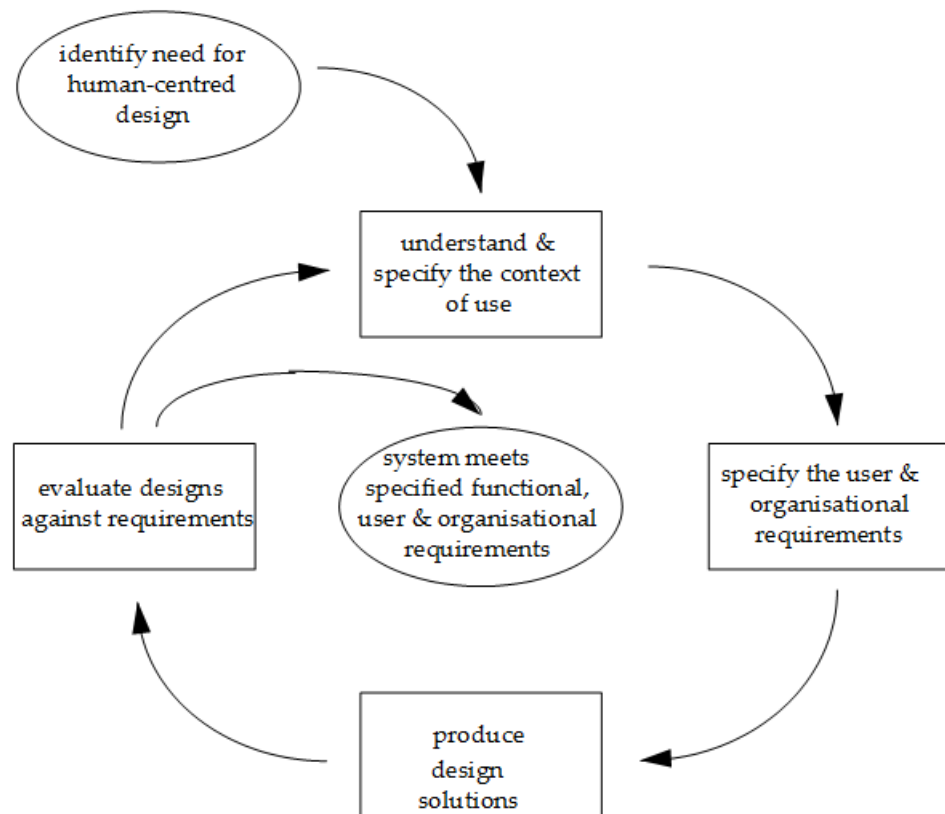 identify need for
human-centred
design
understand &
specify the context
of use
specify the user &
organisational
requirements
produce
design
solutions
evaluate designs
against requirements
system meets
specified functional,
user & organisational
requirements